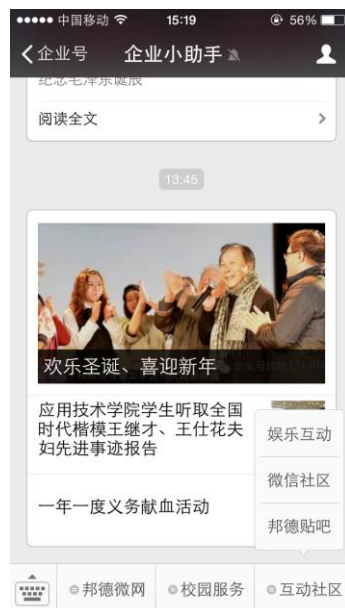 中国移动 15:19 56%
企业号 企业小助手
纪念毛泽东诞辰
阅读全文
13:45
欢乐圣诞、喜迎新年
应用技术学院学生听取全国
时代楷模王继才、王仕花夫
妇先进事迹报告
一年一度义务献血活动
娱乐互动
微信社区
邦德贴吧
邦德微网 校园服务 互动社区